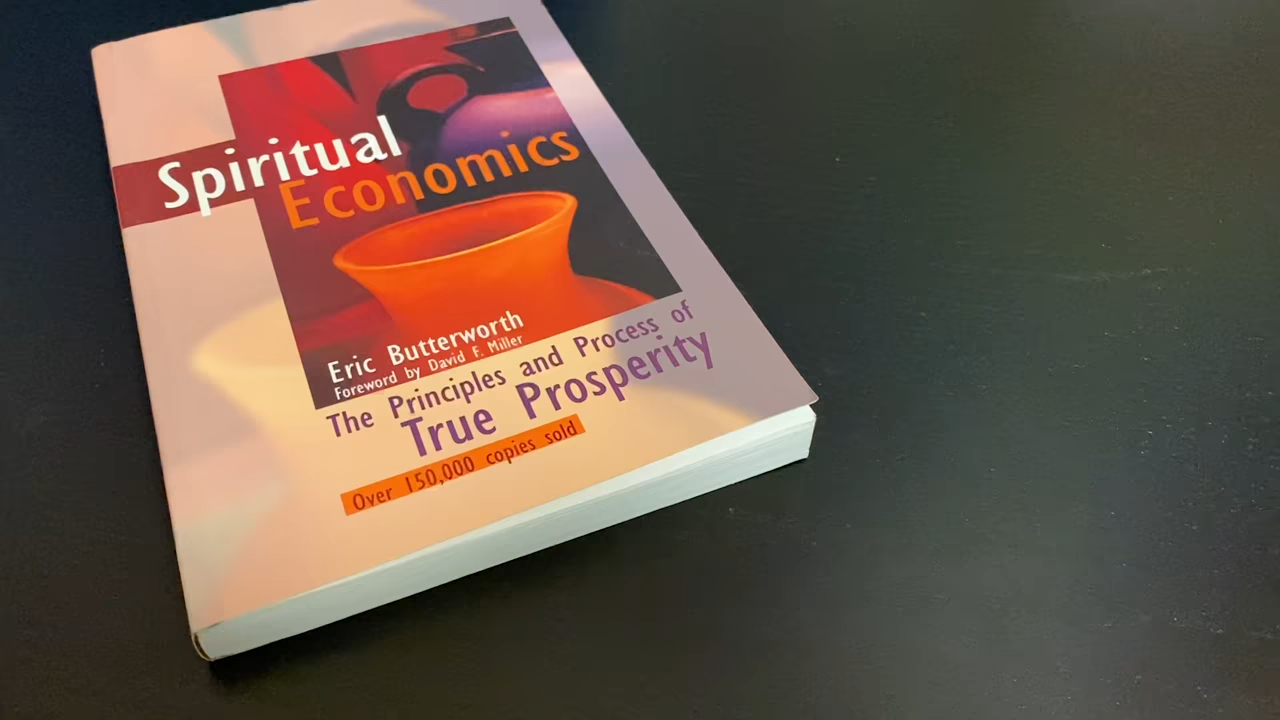 Spiritual
Economics
Eric Butterworth
Foreword by David F. Miller
The Principles and Process of
True Prosperity
Over 150,000 copies sold